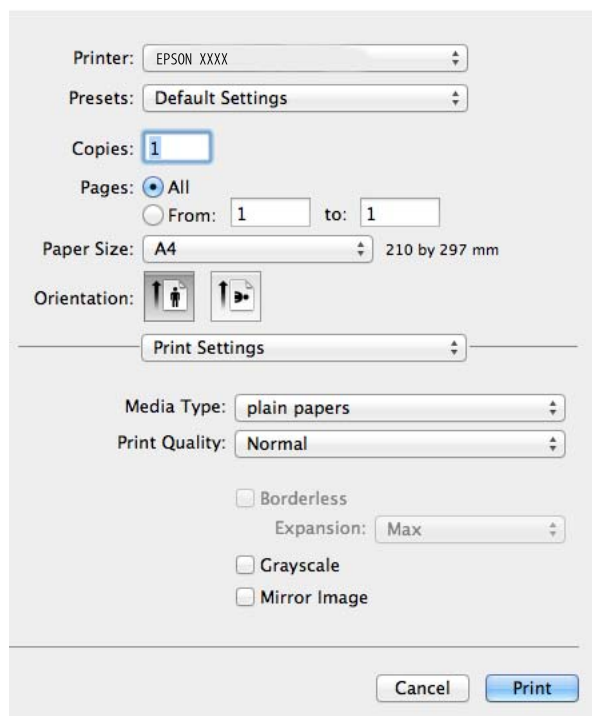 Printer: EPSON XXXX
Presets: Default Settings
Copies: 1
Pages: All
From: 1 to: 1
Paper Size: A4 210 by 297 mm
Orientation:
Print Settings
Media Type: plain papers
Print Quality: Normal
Borderless
Expansion: Max
Grayscale
Mirror Image
Cancel Print